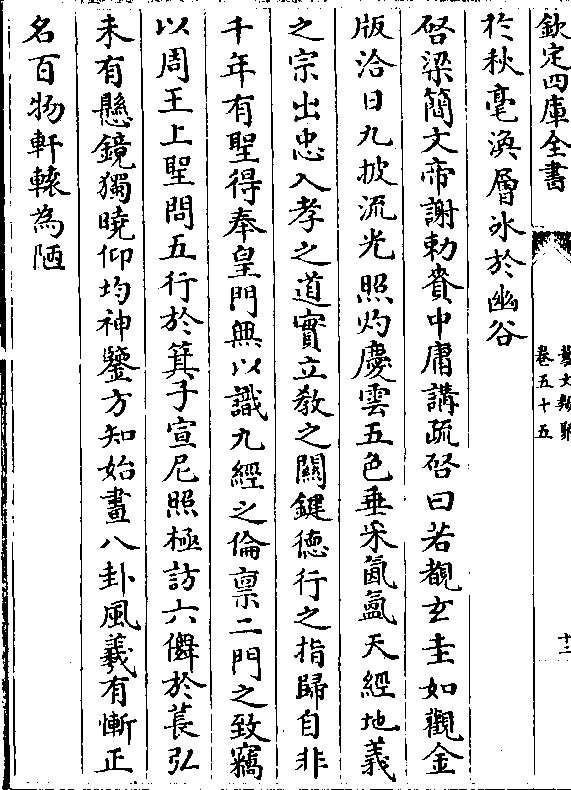 欽定四庫全書
藝文類聚
卷五十五
十二
於秋毫渙層冰於幽谷
啓梁簡文帝謝勅賚中庸講疏啓曰若覩玄圭如觀金
版洽日九披流光照灼慶雲五色垂采氤氳天經地義
之宗出忠入孝之道實立敎之關鍵德行之指歸自非
千年有聖得奉皇門無以識九經之倫禀二門之致竊
以周王上聖問五行於箕子宣尼照極訪六儛於萇弘
未有懸鏡獨曉仰均神鑒方知始畫八卦風羲有慚正
名百物軒轅為陋